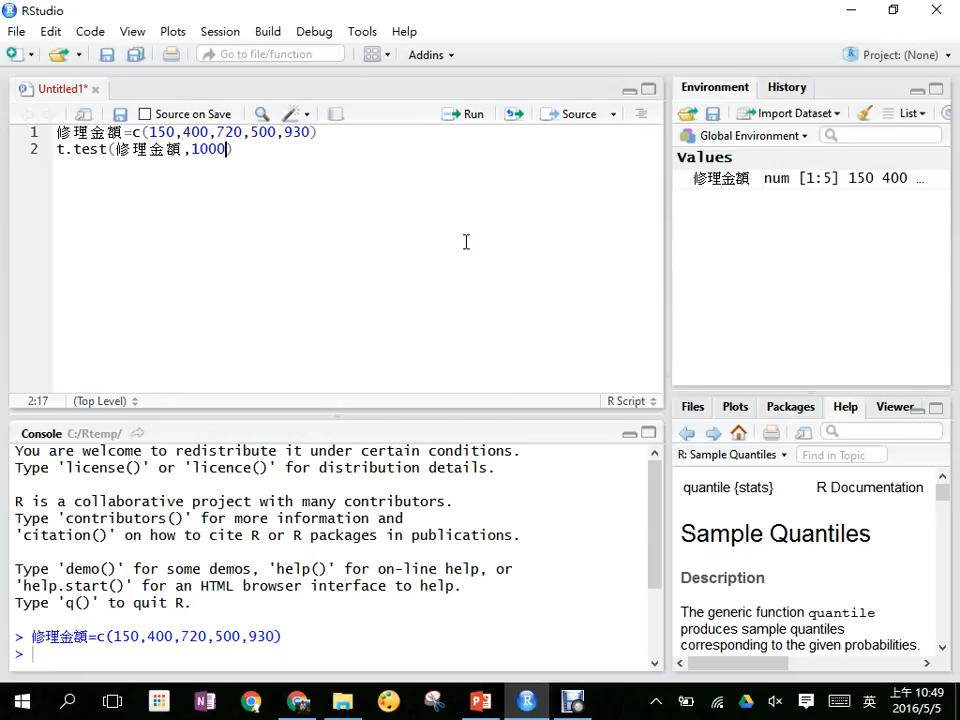 RStudio
File Edit Code View Plots Session Build Debug Tools Help
Go to file/function Addins Project: (None)
Untitled1*
Source on Save Run Source
1 修理金額=c(150,400,720,500,930)
2 t.test(修理金額,1000)
2:17 (Top Level) R Script
Console C:/Rtemp/
You are welcome to redistribute it under certain conditions.
Type 'license()' or 'licence()' for distribution details.
R is a collaborative project with many contributors.
Type 'contributors()' for more information and
'citation()' on how to cite R or R packages in publications.
Type 'demo()' for some demos, 'help()' for on-line help, or
'help.start()' for an HTML browser interface to help.
Type 'q()' to quit R.
> 修理金額=c(150,400,720,500,930)
>
Environment History
Import Dataset List
Global Environment
Values
修理金額 num [1:5] 150 400 …
Files Plots Packages Help Viewer
R: Sample Quantiles Find in Topic
quantile {stats} R Documentation
Sample Quantiles
Description
The generic function quantile
produces sample quantiles
corresponding to the given probabilities.
英 上午 10:49
2016/5/5